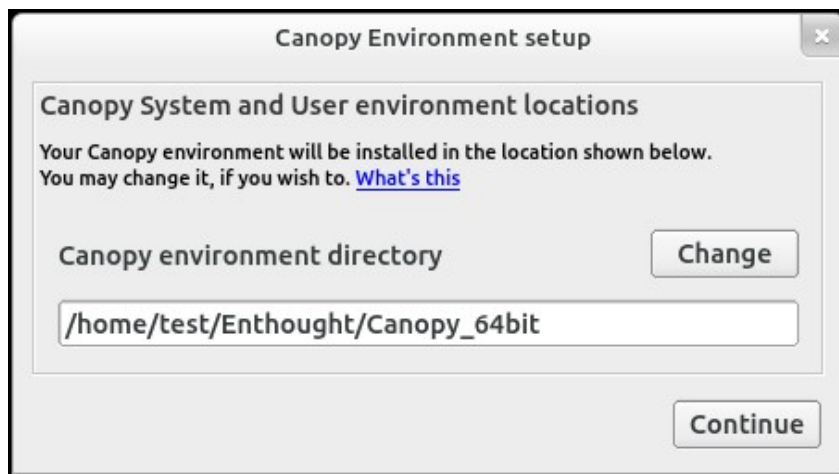 Canopy Environment setup
Canopy System and User environment locations
Your Canopy environment will be installed in the location shown below.
You may change it, if you wish to. What's this
Canopy environment directory
Change
/home/test/Enthought/Canopy_64bit
Continue